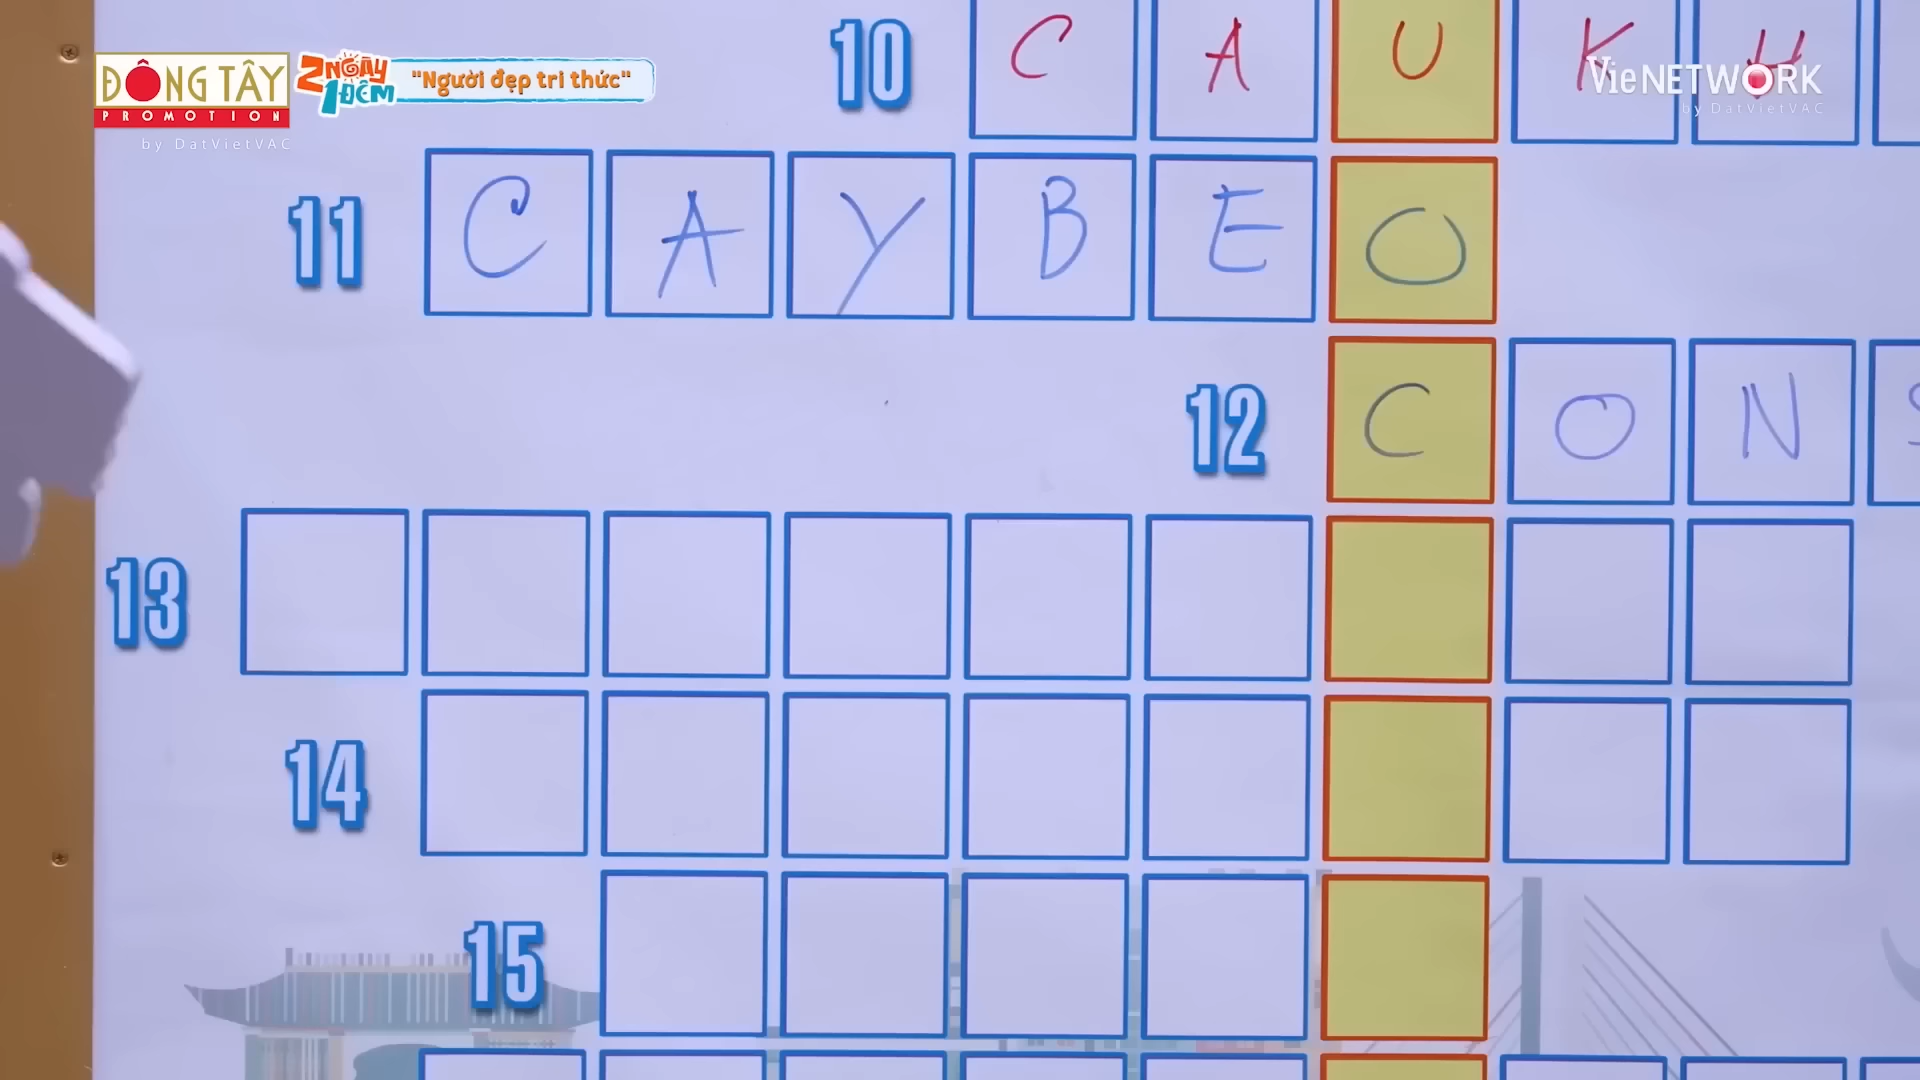 ĐÔNG TÂY
PROMOTION
by DatVietVAC
2 NGÀY 1 ĐÊM
"Người đẹp tri thức"
VieNETWORK
by DatVietVAC
10 C A U K H
11 C A Y B E O
12 C O N S
13
14
15